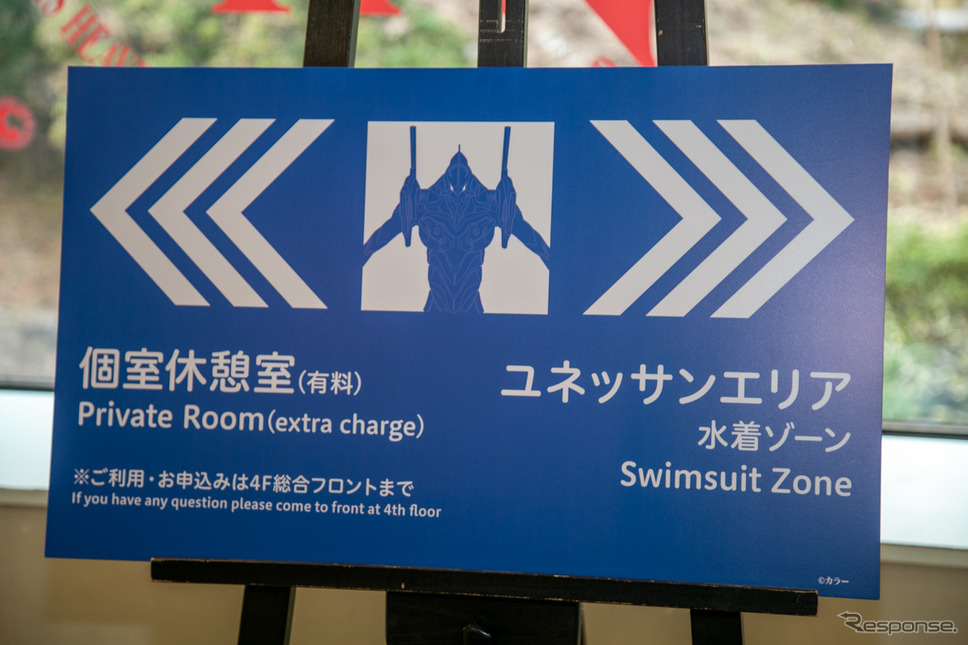 S HEAV
個室休憩室(有料)
Private Room(extra charge)
※ご利用・お申込みは4F総合フロントまで
If you have any question please come to front at 4th floor
ユネッサンエリア
水着ゾーン
Swimsuit Zone
©カラー
Response.